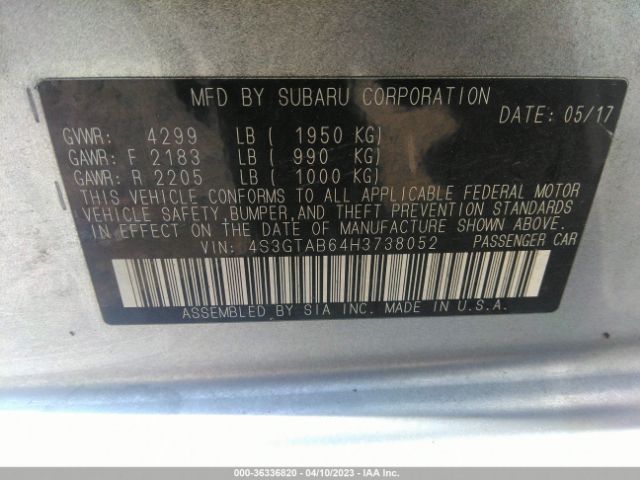 MFD BY SUBARU CORPORATION
DATE: 05/17
GVWR: 4299 LB ( 1950 KG)
GAWR: F 2183 LB ( 990 KG)
GAWR: R 2205 LB ( 1000 KG)
THIS VEHICLE CONFORMS TO ALL APPLICABLE FEDERAL MOTOR
VEHICLE SAFETY, BUMPER, AND THEFT PREVENTION STANDARDS
IN EFFECT ON THE DATE OF MANUFACTURE SHOWN ABOVE.
VIN: 4S3GTAB64H3738052 PASSENGER CAR
ASSEMBLED BY SIA INC. MADE IN U.S.A.
000-36336820 - 04/10/2023 - IAA Inc.